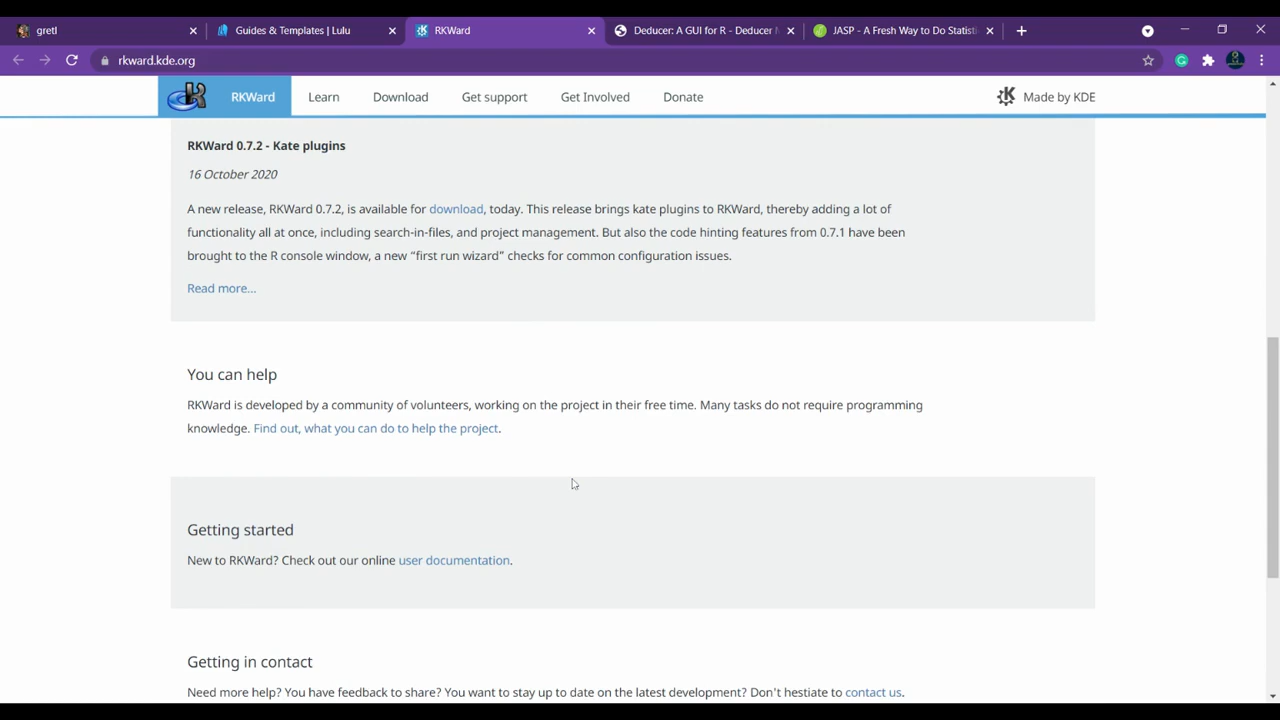 gretl
Guides & Templates | Lulu
RKWard
Deducer: A GUI for R - Deducer M
JASP - A Fresh Way to Do Statisti
rkward.kde.org
RKWard
Learn
Download
Get support
Get Involved
Donate
Made by KDE
RKWard 0.7.2 - Kate plugins
16 October 2020
A new release, RKWard 0.7.2, is available for download, today. This release brings kate plugins to RKWard, thereby adding a lot of
functionality all at once, including search-in-files, and project management. But also the code hinting features from 0.7.1 have been
brought to the R console window, a new “first run wizard” checks for common configuration issues.
Read more...
You can help
RKWard is developed by a community of volunteers, working on the project in their free time. Many tasks do not require programming
knowledge. Find out, what you can do to help the project.
Getting started
New to RKWard? Check out our online user documentation.
Getting in contact
Need more help? You have feedback to share? You want to stay up to date on the latest development? Don't hestiate to contact us.